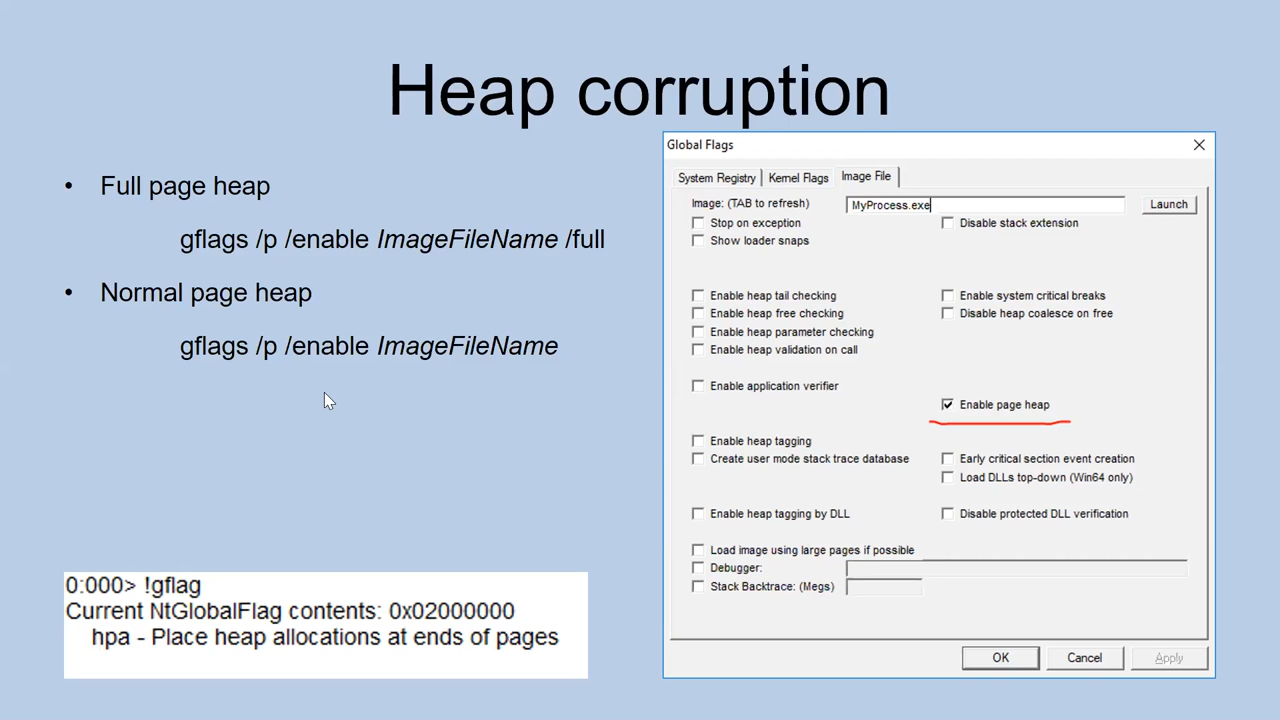 Heap corruption
• Full page heap
gflags /p /enable ImageFileName /full
• Normal page heap
gflags /p /enable ImageFileName
0:000> !gflag
Current NtGlobalFlag contents: 0x02000000
hpa - Place heap allocations at ends of pages
Global Flags
System Registry Kernel Flags Image File
Image: (TAB to refresh) MyProcess.exe Launch
Stop on exception Disable stack extension
Show loader snaps
Enable heap tail checking Enable system critical breaks
Enable heap free checking Disable heap coalesce on free
Enable heap parameter checking
Enable heap validation on call
Enable application verifier
Enable page heap
Enable heap tagging
Create user mode stack trace database Early critical section event creation
Load DLLs top-down (Win64 only)
Enable heap tagging by DLL Disable protected DLL verification
Load image using large pages if possible
Debugger:
Stack Backtrace: (Megs)
OK Cancel Apply